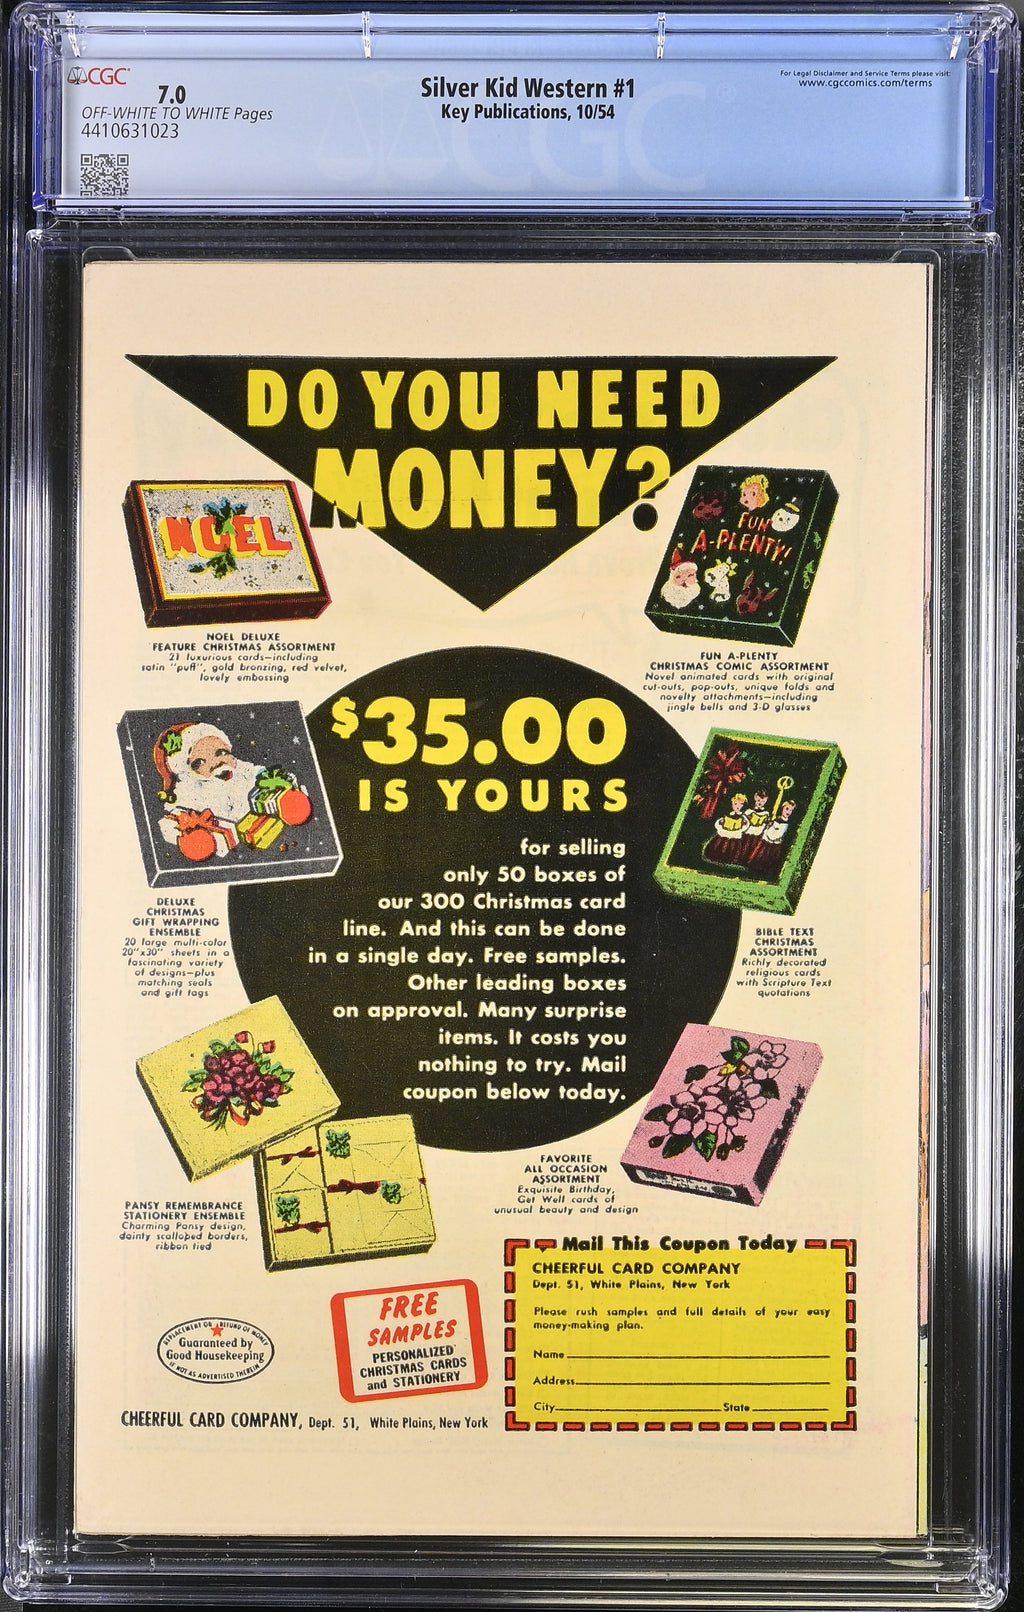 CGC
7.0
OFF-WHITE TO WHITE Pages
4410631023
Silver Kid Western #1
Key Publications, 10/54
For Legal Disclaimer and Service Terms please visit:
www.cgccomics.com/terms
CGC
DO YOU NEED
MONEY?
NOEL
NOEL DELUXE
FEATURE CHRISTMAS ASSORTMENT
21 luxurious cards—including
satin "puff", gold bronzing, red velvet,
lovely embossing
FUN
A-PLENTY!
FUN A-PLENTY
CHRISTMAS COMIC ASSORTMENT
Novel animated cards with original
cut-outs, pop-outs, unique folds and
novelty attachments—including
jingle bells and 3-D glasses
$35.00
IS YOURS
for selling
only 50 boxes of
our 300 Christmas card
line. And this can be done
in a single day. Free samples.
Other leading boxes
on approval. Many surprise
items. It costs you
nothing to try. Mail
coupon below today.
DELUXE
CHRISTMAS
GIFT WRAPPING
ENSEMBLE
20 large multi-color
20"x30" sheets in a
fascinating variety
of designs—plus
matching seals
and gift tags
BIBLE TEXT
CHRISTMAS
ASSORTMENT
Richly decorated
religious cards
with Scripture Text
quotations
PANSY REMEMBRANCE
STATIONERY ENSEMBLE
Charming Pansy design,
dainty scalloped borders,
ribbon tied
FAVORITE
ALL OCCASION
ASSORTMENT
Exquisite Birthday,
Get Well cards of
unusual beauty and design
REPLACEMENT OR REFUND OF MONEY
Guaranteed by
Good Housekeeping
IF NOT AS ADVERTISED THEREIN
FREE
SAMPLES
PERSONALIZED
CHRISTMAS CARDS
and STATIONERY
CHEERFUL CARD COMPANY, Dept. 51, White Plains, New York
Mail This Coupon Today
CHEERFUL CARD COMPANY
Dept. 51, White Plains, New York
Please rush samples and full details of your easy
money-making plan.
Name
Address
City State